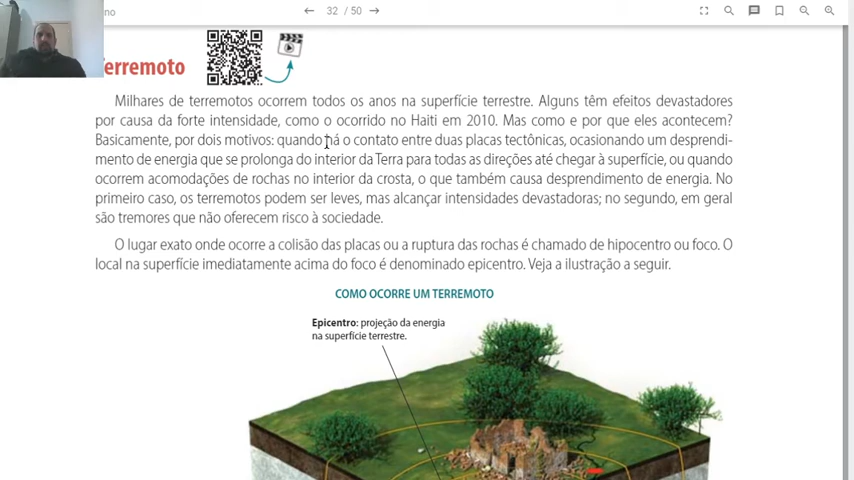 no
32 / 50
erremoto
Milhares de terremotos ocorrem todos os anos na superfície terrestre. Alguns têm efeitos devastadores
por causa da forte intensidade, como o ocorrido no Haiti em 2010. Mas como e por que eles acontecem?
Basicamente, por dois motivos: quando há o contato entre duas placas tectônicas, ocasionando um desprendi-
mento de energia que se prolonga do interior da Terra para todas as direções até chegar à superfície, ou quando
ocorrem acomodações de rochas no interior da crosta, o que também causa desprendimento de energia. No
primeiro caso, os terremotos podem ser leves, mas alcançar intensidades devastadoras; no segundo, em geral
são tremores que não oferecem risco à sociedade.
O lugar exato onde ocorre a colisão das placas ou a ruptura das rochas é chamado de hipocentro ou foco. O
local na superfície imediatamente acima do foco é denominado epicentro. Veja a ilustração a seguir.
COMO OCORRE UM TERREMOTO
Epicentro: projeção da energia
na superfície terrestre.